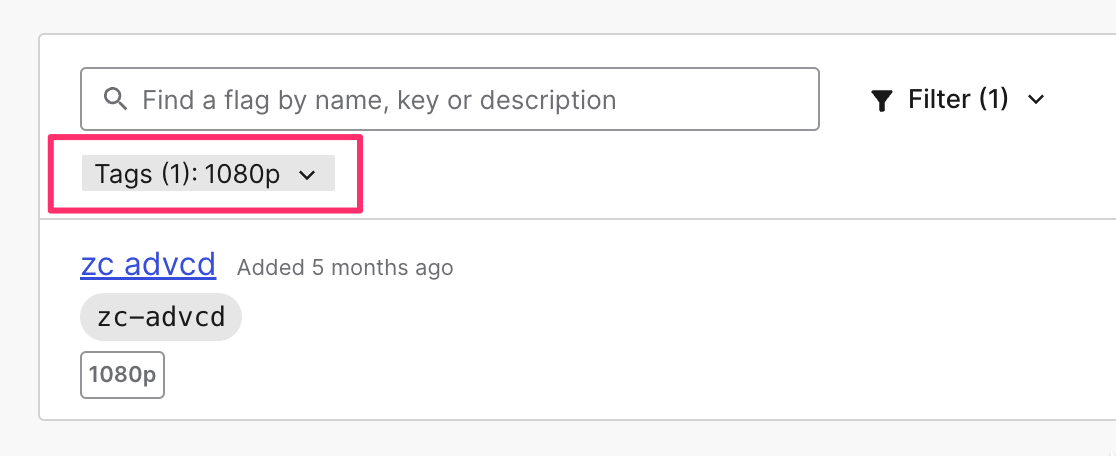 Find a flag by name, key or description
Filter (1)
Tags (1): 1080p
zc advcd Added 5 months ago
zc-advcd
1080p